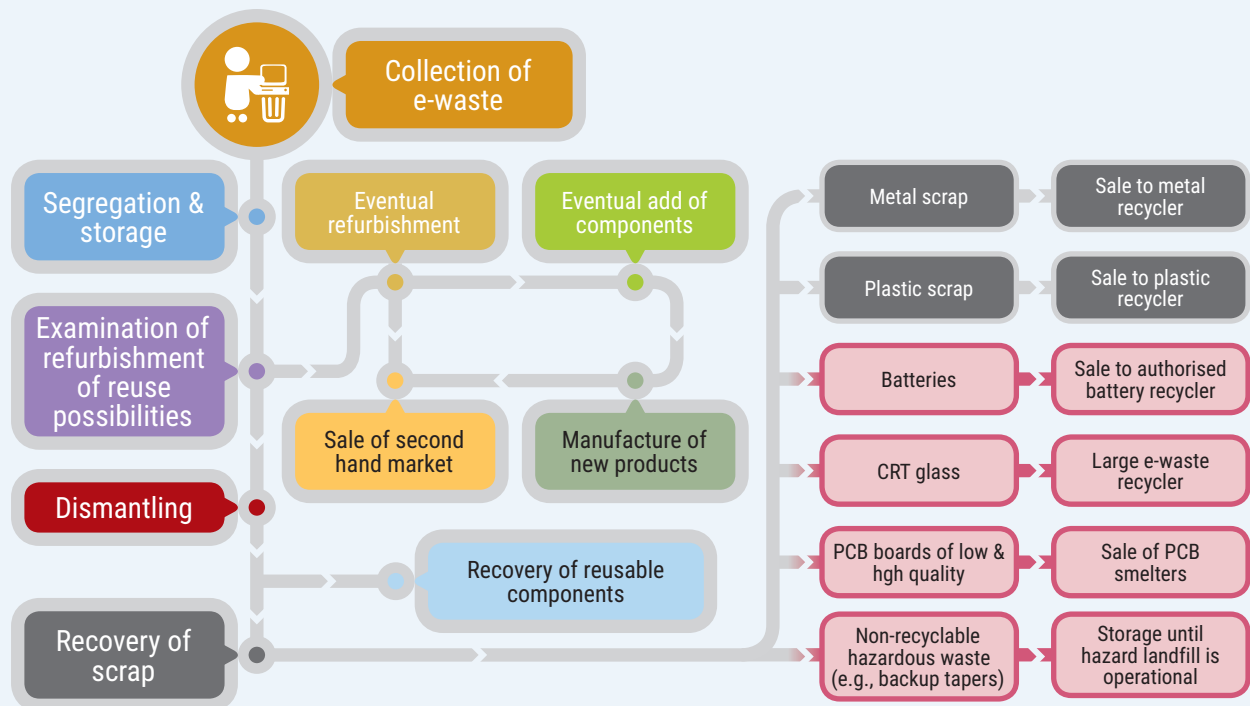 Collection of
e-waste
Segregation &
storage
Eventual
refurbishment
Eventual add of
components
Metal scrap
Sale to metal
recycler
Plastic scrap
Sale to plastic
recycler
Examination of
refurbishment
of reuse
possibilities
Batteries
Sale to authorised
battery recycler
Sale of second
hand market
Manufacture of
new products
CRT glass
Large e-waste
recycler
Dismantling
Recovery of reusable
components
PCB boards of low &
hgh quality
Sale of PCB
smelters
Recovery of
scrap
Non-recyclable
hazardous waste
(e.g., backup tapers)
Storage until
hazard landfill is
operational